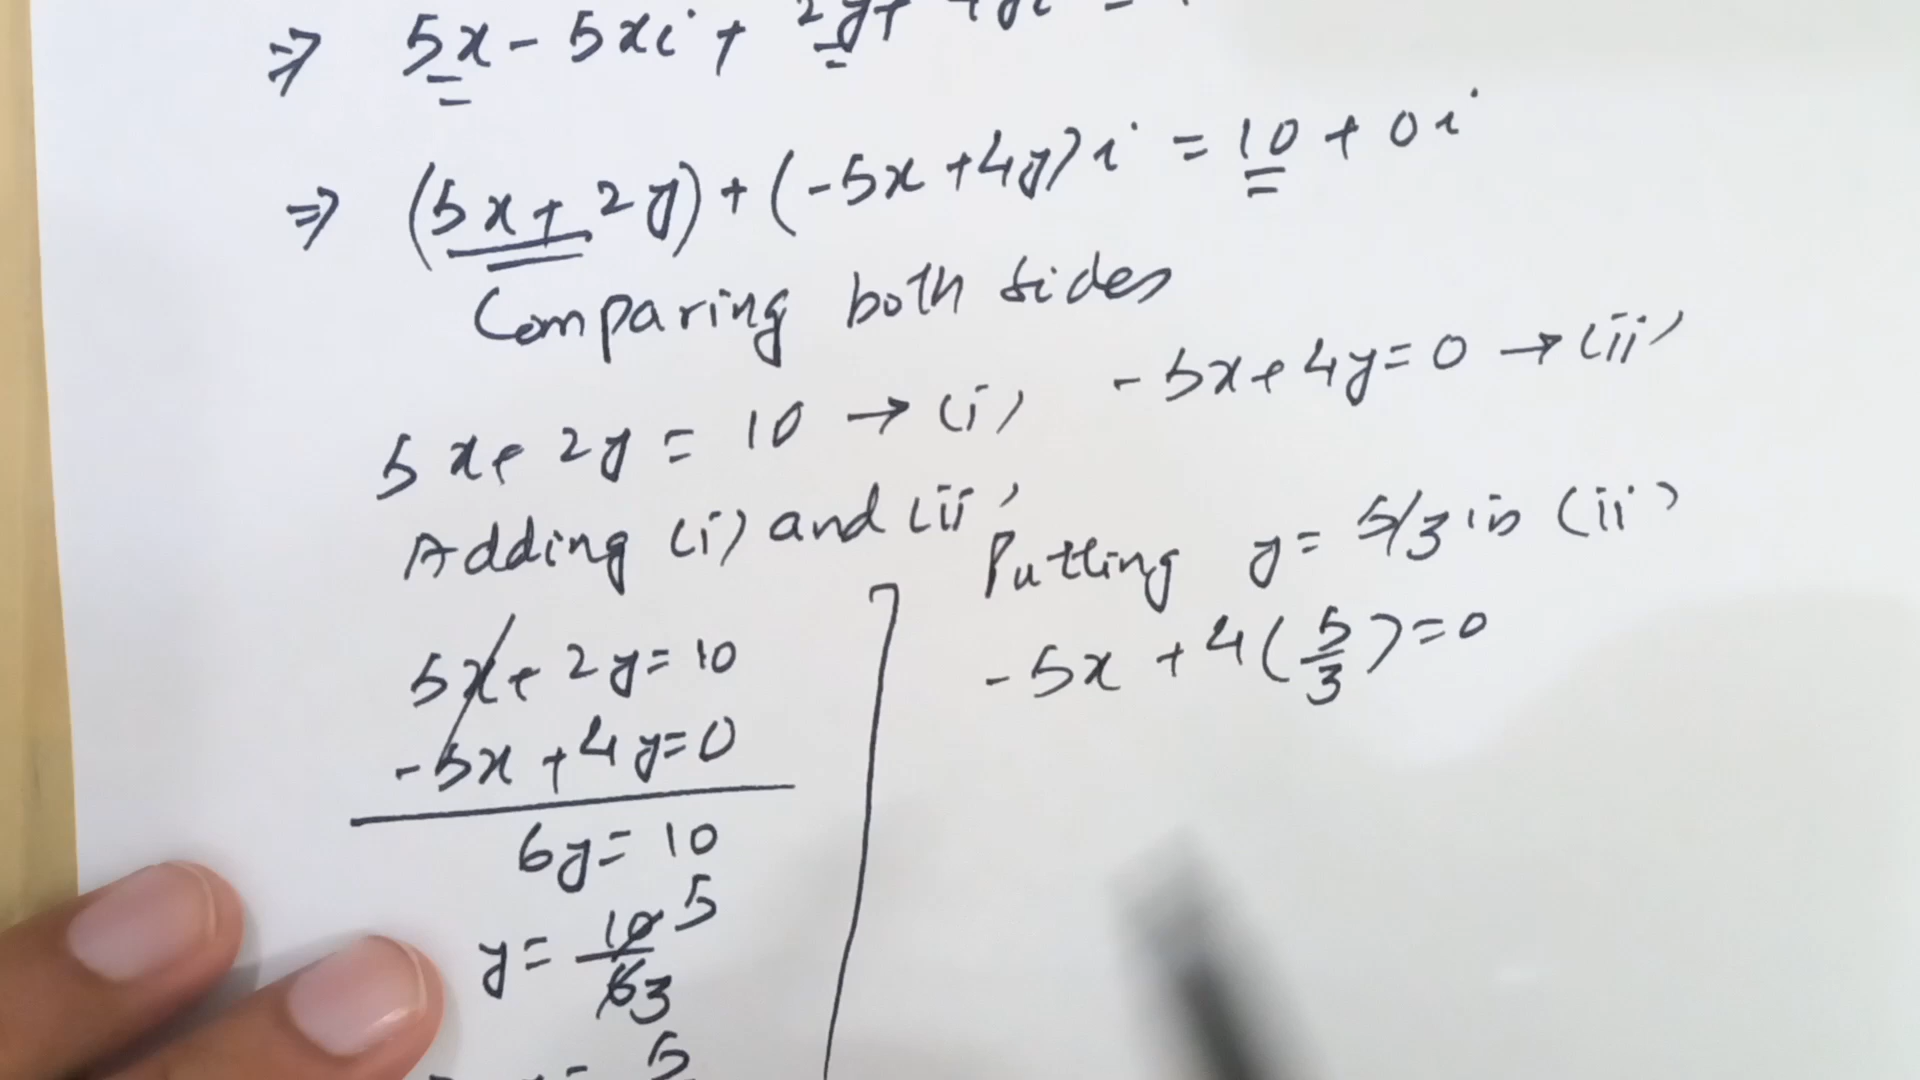 ⇒ 5x - 5xi + 2y +
⇒ (5x + 2y) + (-5x + 4y)i = 10 + 0i
Comparing both sides
5x + 2y = 10 → (i) -5x + 4y = 0 → (ii)
Adding (i) and (ii)
5x + 2y = 10
-5x + 4y = 0
6y = 10
y = 10/6 5 3
5
Putting y = 5/3 in (ii)
-5x + 4(5/3) = 0